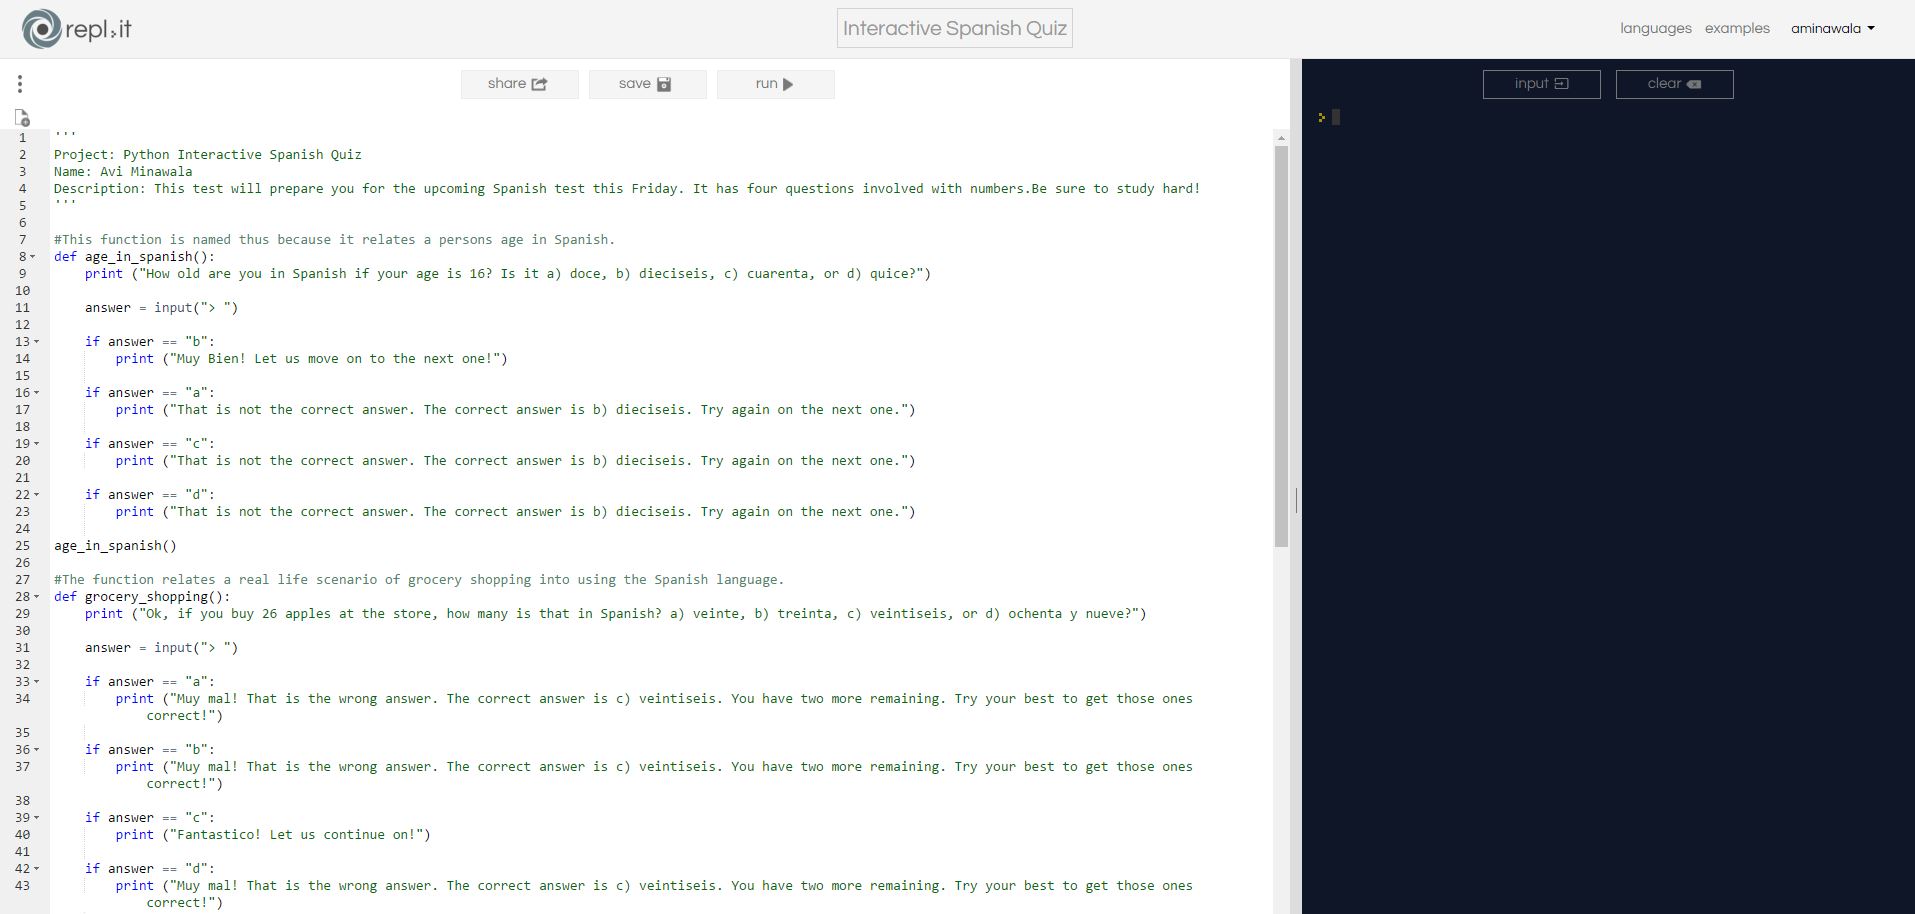 repl.it
Interactive Spanish Quiz
languages examples aminawala
share save run
input clear
1 '''
2 Project: Python Interactive Spanish Quiz
3 Name: Avi Minawala
4 Description: This test will prepare you for the upcoming Spanish test this Friday. It has four questions involved with numbers.Be sure to study hard!
5 '''
6
7 #This function is named thus because it relates a persons age in Spanish.
8 def age_in_spanish():
9 print ("How old are you in Spanish if your age is 16? Is it a) doce, b) dieciseis, c) cuarenta, or d) quice?")
10
11 answer = input("> ")
12
13 if answer == "b":
14 print ("Muy Bien! Let us move on to the next one!")
15
16 if answer == "a":
17 print ("That is not the correct answer. The correct answer is b) dieciseis. Try again on the next one.")
18
19 if answer == "c":
20 print ("That is not the correct answer. The correct answer is b) dieciseis. Try again on the next one.")
21
22 if answer == "d":
23 print ("That is not the correct answer. The correct answer is b) dieciseis. Try again on the next one.")
24
25 age_in_spanish()
26
27 #The function relates a real life scenario of grocery shopping into using the Spanish language.
28 def grocery_shopping():
29 print ("Ok, if you buy 26 apples at the store, how many is that in Spanish? a) veinte, b) treinta, c) veintiseis, or d) ochenta y nueve?")
30
31 answer = input("> ")
32
33 if answer == "a":
34 print ("Muy mal! That is the wrong answer. The correct answer is c) veintiseis. You have two more remaining. Try your best to get those ones
correct!")
35
36 if answer == "b":
37 print ("Muy mal! That is the wrong answer. The correct answer is c) veintiseis. You have two more remaining. Try your best to get those ones
correct!")
38
39 if answer == "c":
40 print ("Fantastico! Let us continue on!")
41
42 if answer == "d":
43 print ("Muy mal! That is the wrong answer. The correct answer is c) veintiseis. You have two more remaining. Try your best to get those ones
correct!")